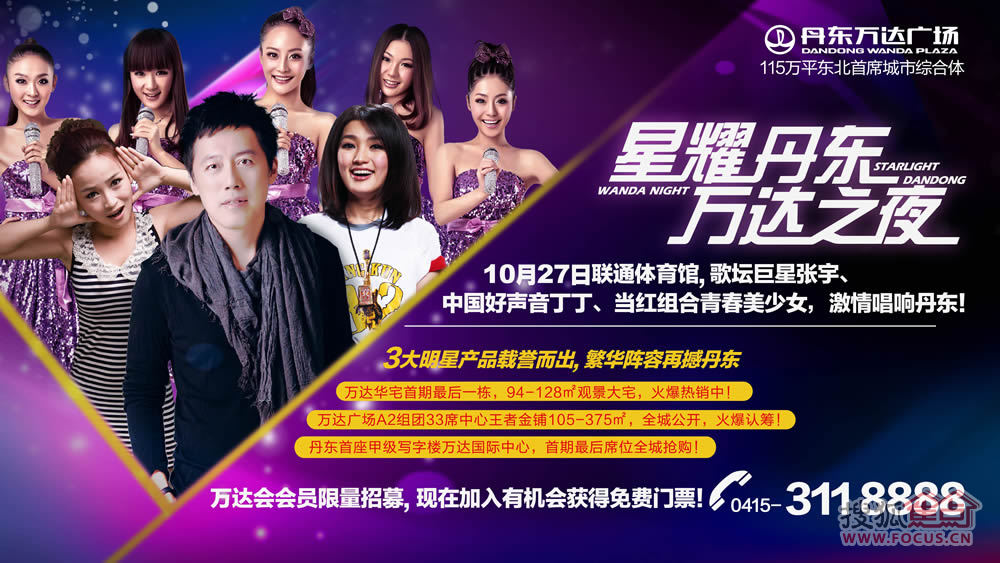 丹东万达广场
DANDONG WANDA PLAZA
115万平东北首席城市综合体
星耀丹东
STARLIGHT
WANDA NIGHT
DANDONG
万达之夜
10月27日联通体育馆, 歌坛巨星张宇、
中国好声音丁丁、当红组合青春美少女，激情唱响丹东!
3大明星产品载誉而出, 繁华阵容再撼丹东
万达华宅首期最后一栋，94-128㎡观景大宅，火爆热销中!
万达广场A2组团33席中心王者金铺105-375㎡，全城公开，火爆认筹!
丹东首座甲级写字楼万达国际中心，首期最后席位全城抢购!
万达会会员限量招募, 现在加入有机会获得免费门票! 0415-311 8888
搜狐焦点
WWW.FOCUS.CN